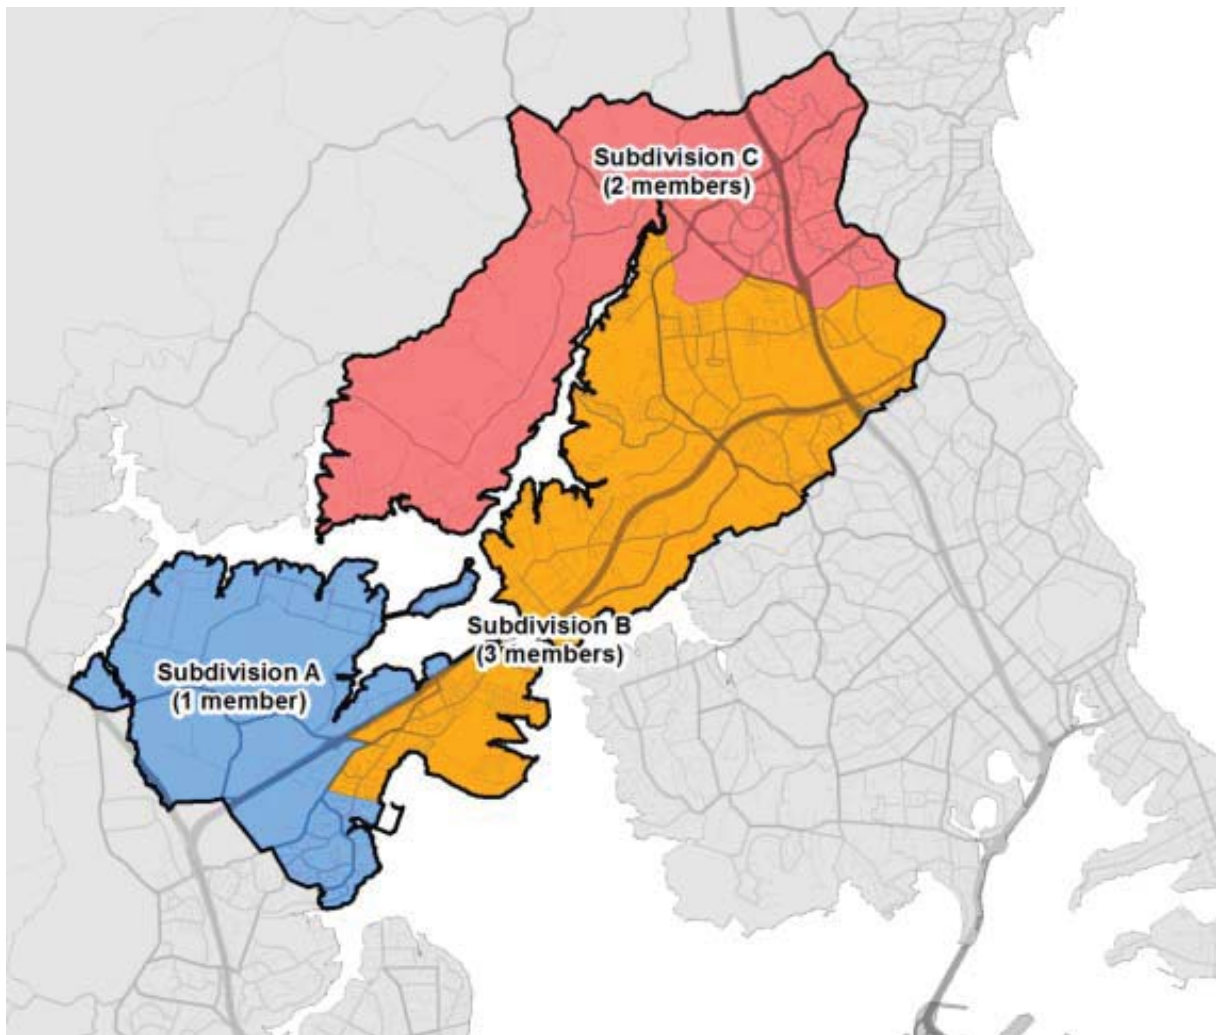 Subdivision C
(2 members)
Subdivision B
(3 members)
Subdivision A
(1 member)